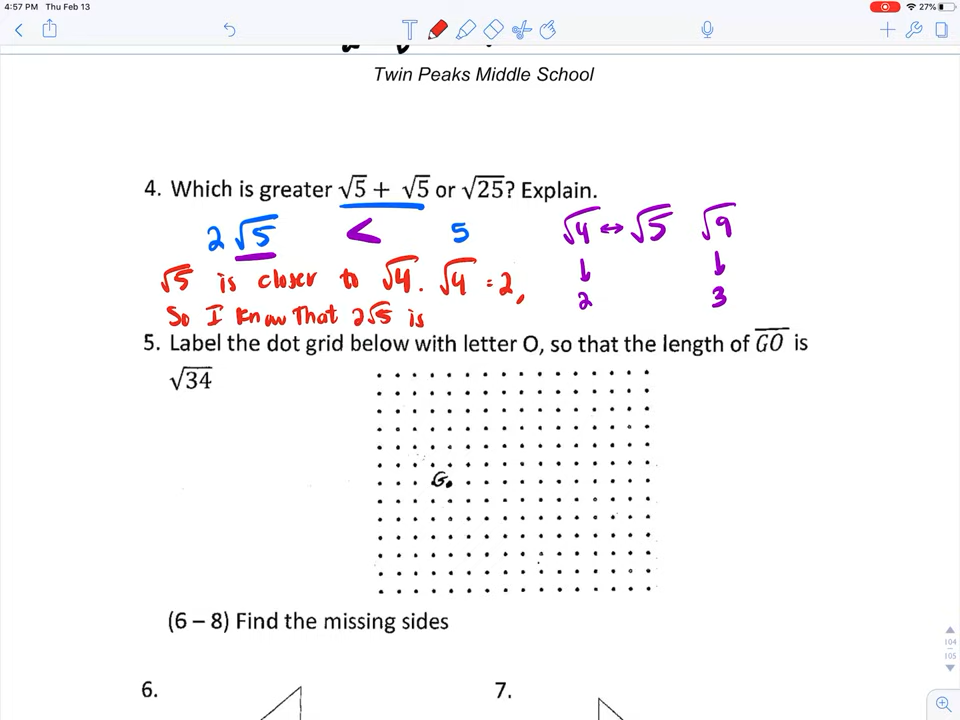 4:57 PM Thu Feb 13
27%
T
Twin Peaks Middle School
4. Which is greater √5 + √5 or √25? Explain.
2√5 < 5
√4 ↔ √5 √9
↓ ↓
2 3
√5 is closer to √4. √4 = 2,
So I know that 2√5 is
5. Label the dot grid below with letter O, so that the length of GO is
√34
G
(6 – 8) Find the missing sides
6.
7.
104
105